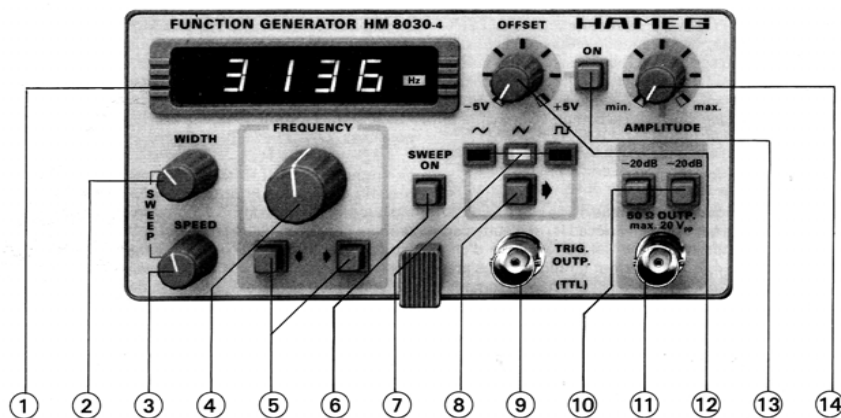 FUNCTION GENERATOR HM 8030-4
HAMEG
OFFSET
ON
3136 Hz
-5V
+5V
min.
max.
AMPLITUDE
WIDTH
FREQUENCY
SWEEP
ON
-20dB
-20dB
SWEEP
SPEED
50 Ω OUTP.
max. 20 Vpp
TRIG.
OUTP.
(TTL)
1
2
3
4
5
6
7
8
9
10
11
12
13
14